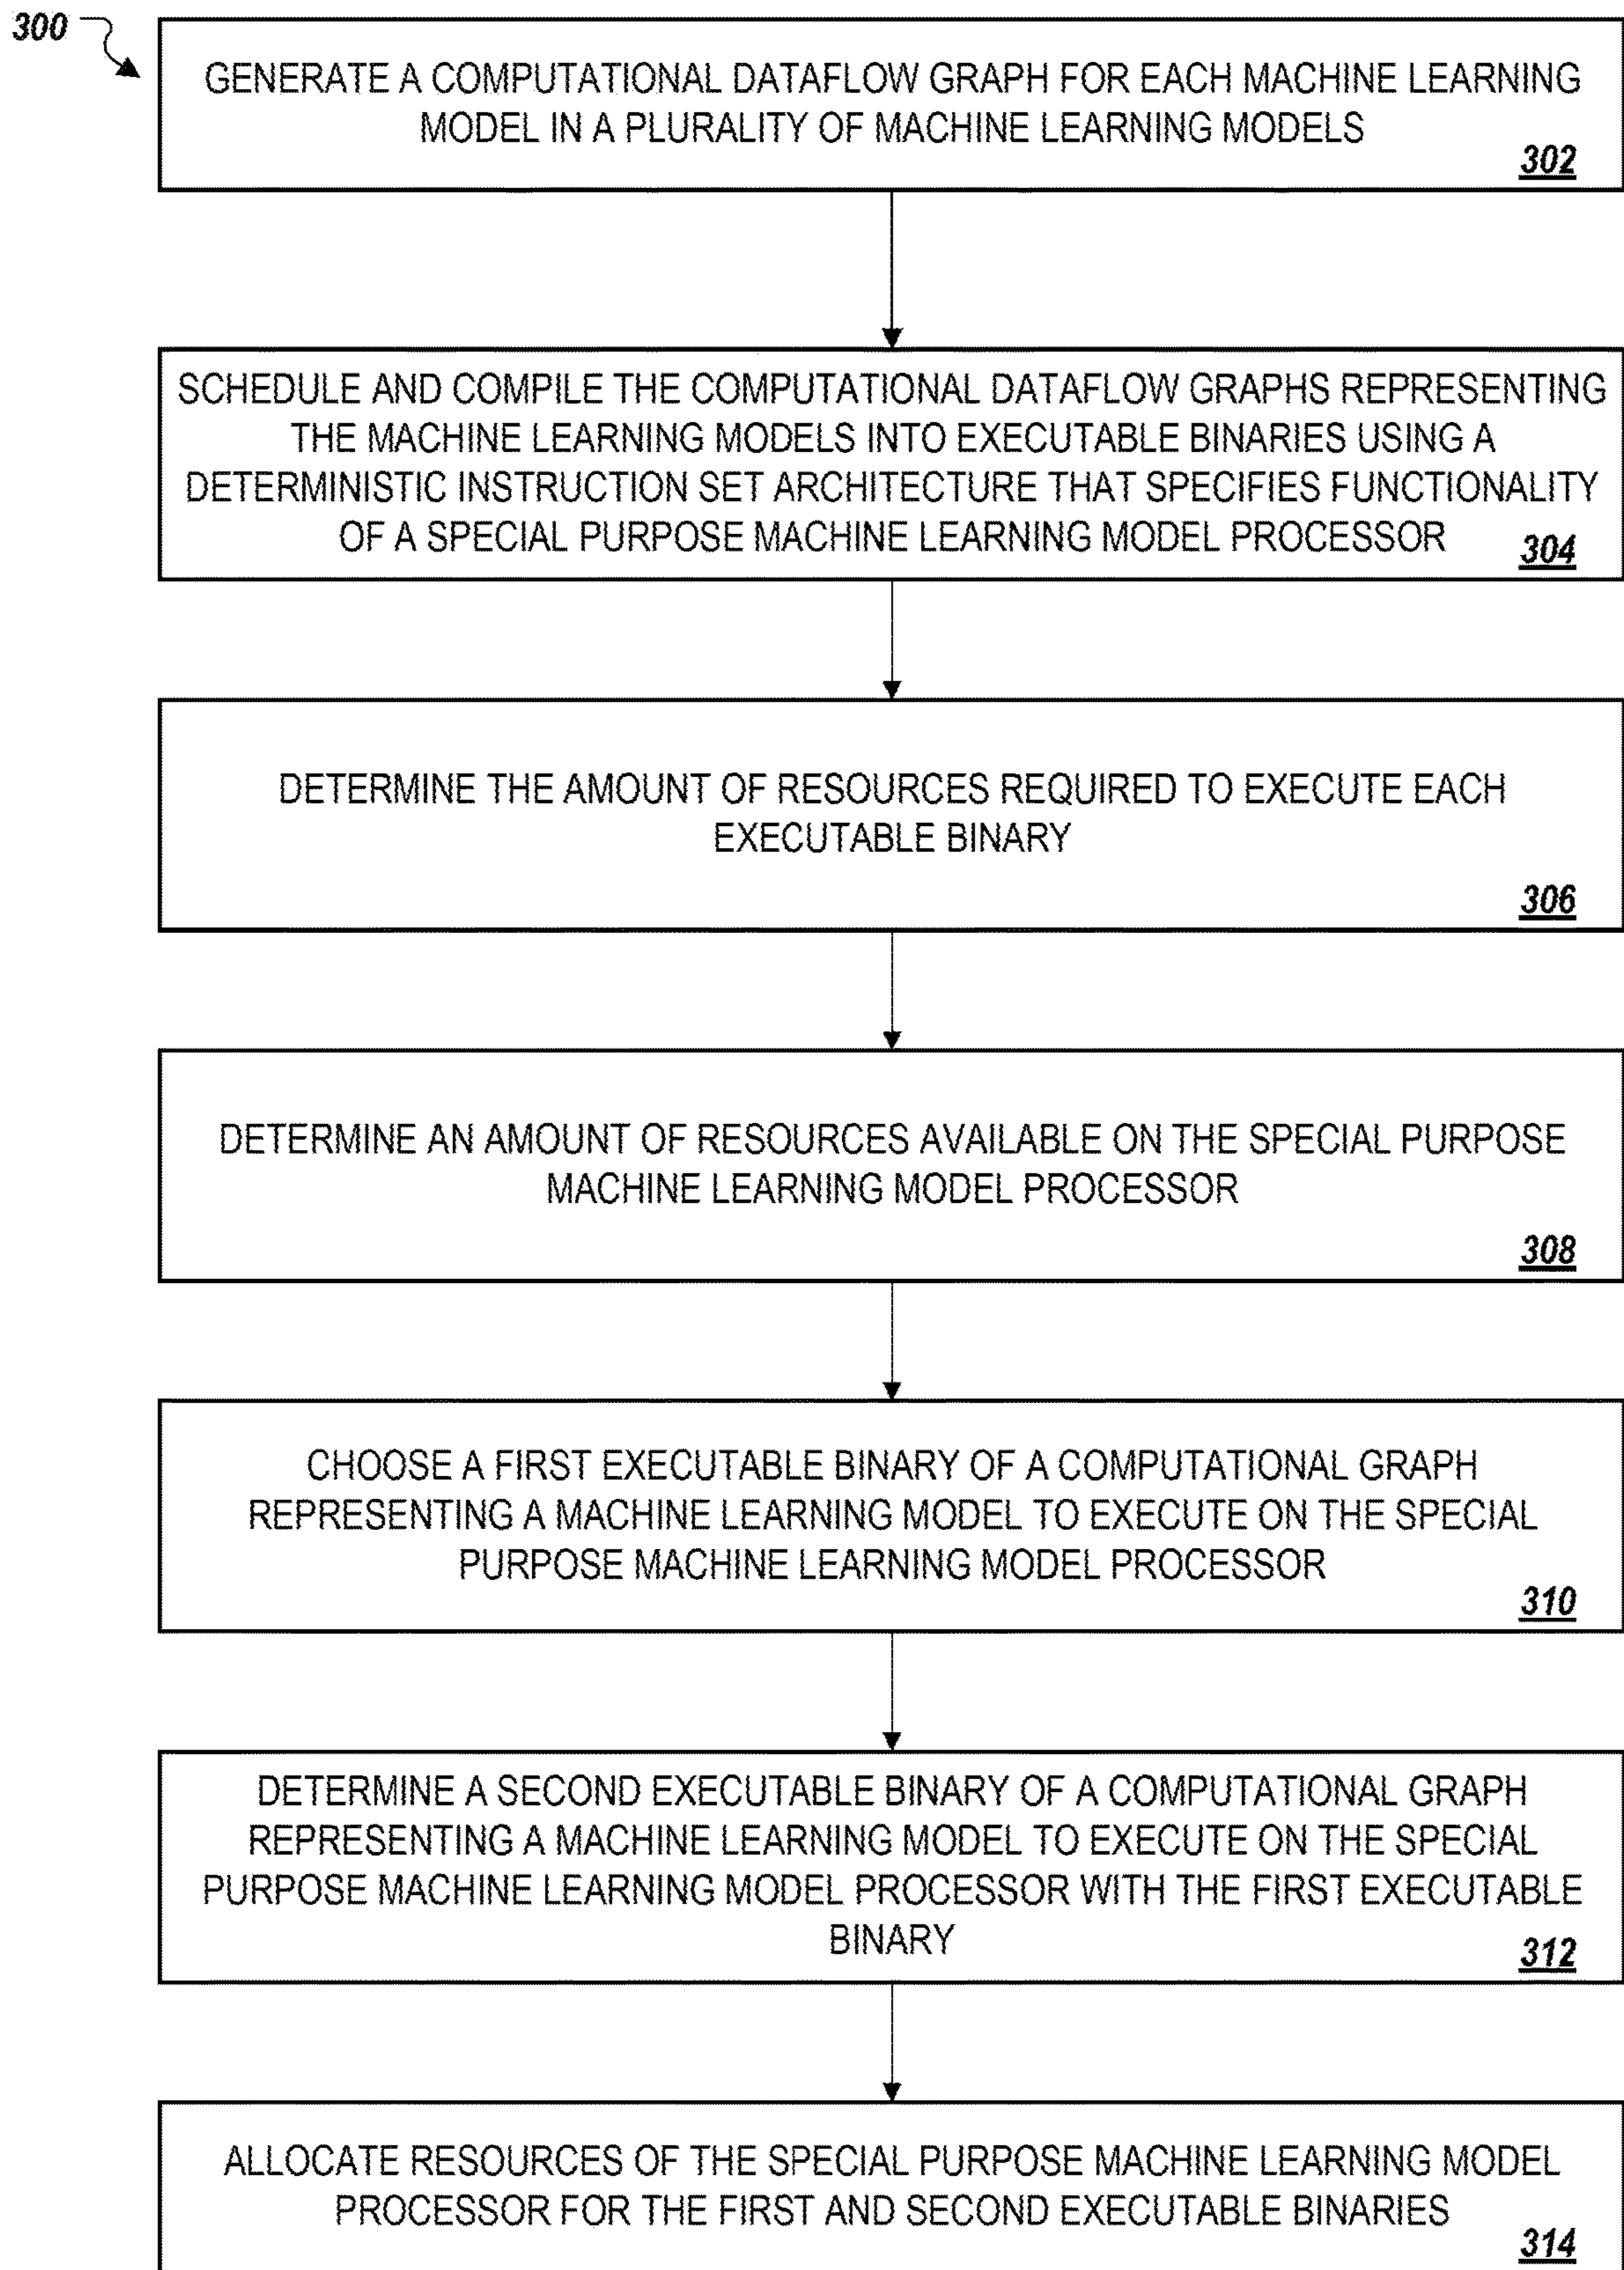 300
GENERATE A COMPUTATIONAL DATAFLOW GRAPH FOR EACH MACHINE LEARNING
MODEL IN A PLURALITY OF MACHINE LEARNING MODELS
302
SCHEDULE AND COMPILE THE COMPUTATIONAL DATAFLOW GRAPHS REPRESENTING
THE MACHINE LEARNING MODELS INTO EXECUTABLE BINARIES USING A
DETERMINISTIC INSTRUCTION SET ARCHITECTURE THAT SPECIFIES FUNCTIONALITY
OF A SPECIAL PURPOSE MACHINE LEARNING MODEL PROCESSOR
304
DETERMINE THE AMOUNT OF RESOURCES REQUIRED TO EXECUTE EACH
EXECUTABLE BINARY
306
DETERMINE AN AMOUNT OF RESOURCES AVAILABLE ON THE SPECIAL PURPOSE
MACHINE LEARNING MODEL PROCESSOR
308
CHOOSE A FIRST EXECUTABLE BINARY OF A COMPUTATIONAL GRAPH
REPRESENTING A MACHINE LEARNING MODEL TO EXECUTE ON THE SPECIAL
PURPOSE MACHINE LEARNING MODEL PROCESSOR
310
DETERMINE A SECOND EXECUTABLE BINARY OF A COMPUTATIONAL GRAPH
REPRESENTING A MACHINE LEARNING MODEL TO EXECUTE ON THE SPECIAL
PURPOSE MACHINE LEARNING MODEL PROCESSOR WITH THE FIRST EXECUTABLE
BINARY
312
ALLOCATE RESOURCES OF THE SPECIAL PURPOSE MACHINE LEARNING MODEL
PROCESSOR FOR THE FIRST AND SECOND EXECUTABLE BINARIES
314